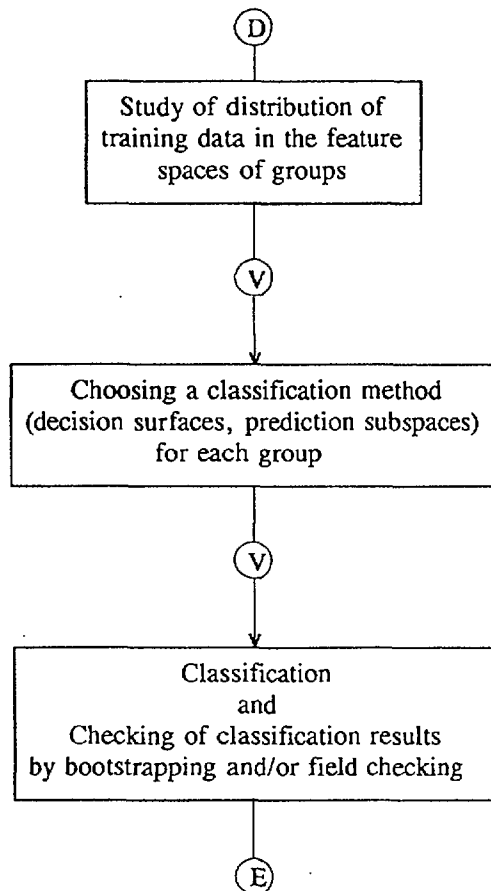 D
Study of distribution of
training data in the feature
spaces of groups
V
Choosing a classification method
(decision surfaces, prediction subspaces)
for each group
V
Classification
and
Checking of classification results
by bootstrapping and/or field checking
E